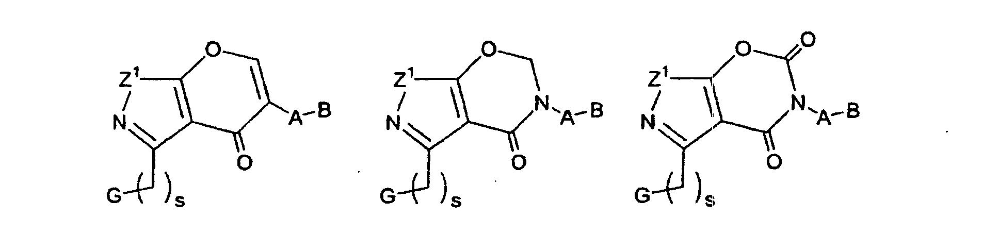 O O O O
Z¹ Z¹ Z¹
N N A-B N N A-B N N A-B
O O O
G ( )s G ( )s G ( )s